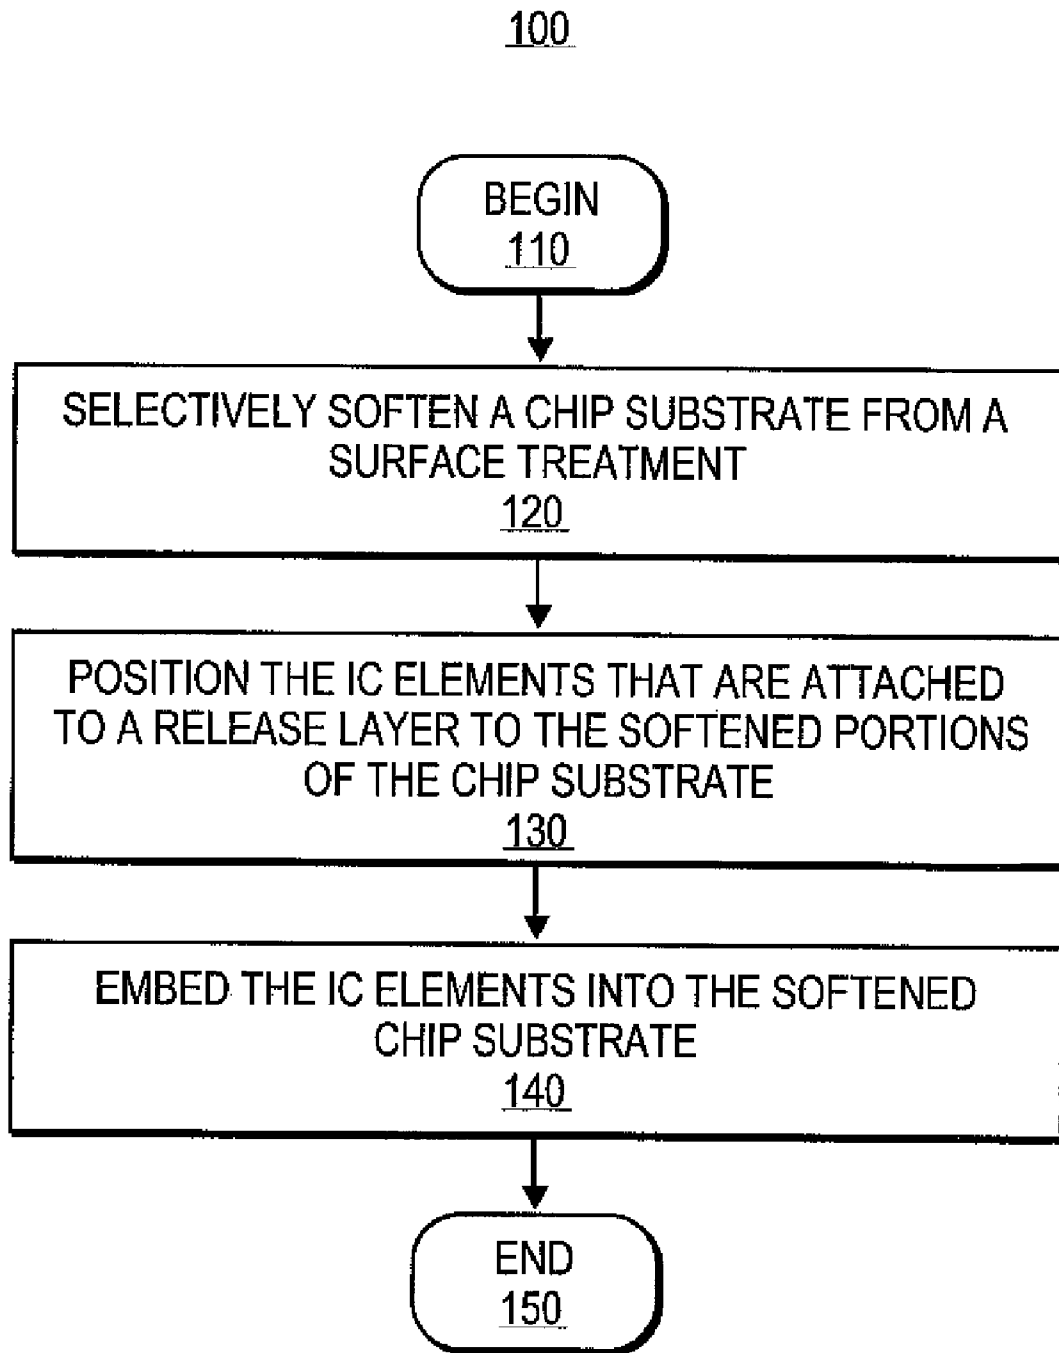 100
BEGIN
110
SELECTIVELY SOFTEN A CHIP SUBSTRATE FROM A
SURFACE TREATMENT
120
POSITION THE IC ELEMENTS THAT ARE ATTACHED
TO A RELEASE LAYER TO THE SOFTENED PORTIONS
OF THE CHIP SUBSTRATE
130
EMBED THE IC ELEMENTS INTO THE SOFTENED
CHIP SUBSTRATE
140
END
150